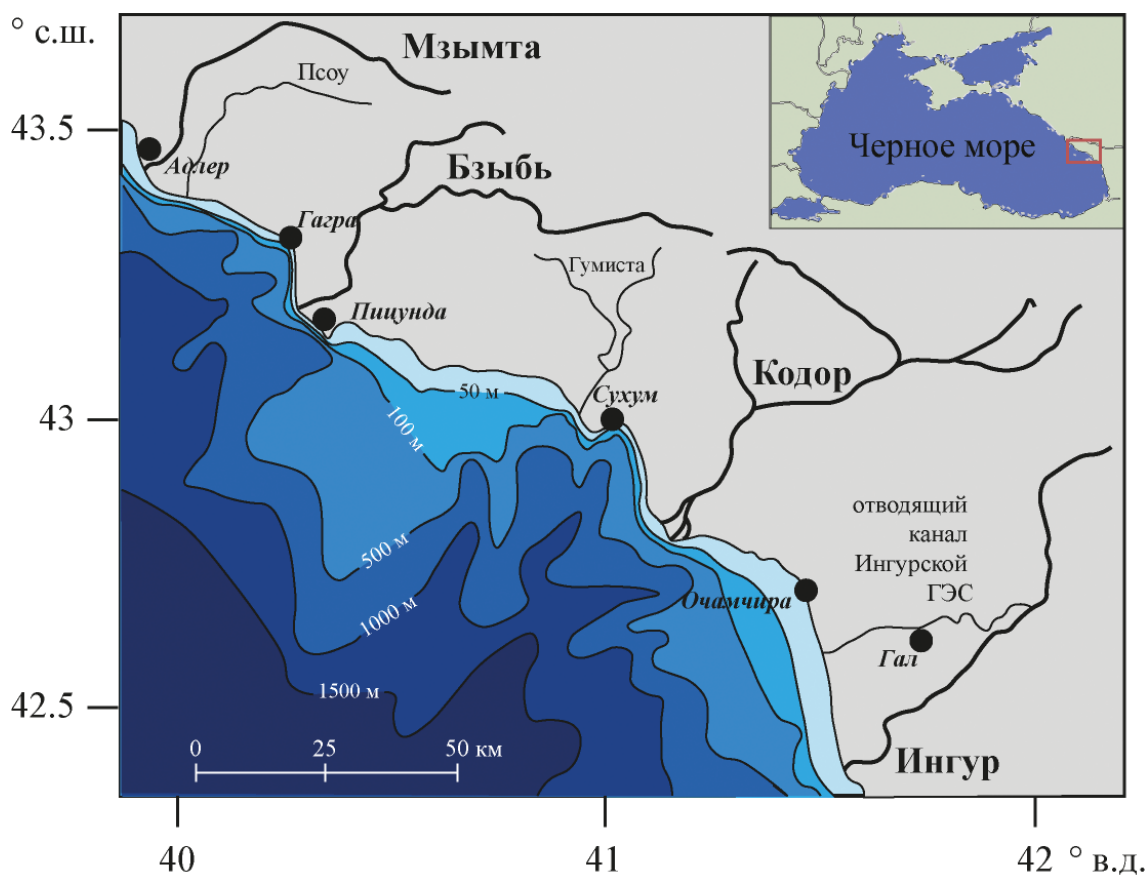 ° с.ш.
Мзымта
Псоу
43.5
Черное море
Адлер
Бзыбь
Гагра
Гумиста
Пицунда
Кодор
50 м
Сухум
100 м
43
отводящий
канал
Ингурской
ГЭС
500 м
Очамчира
1000 м
Гал
1500 м
42.5
0 25 50 км
Ингур
40 41 42 ° в.д.